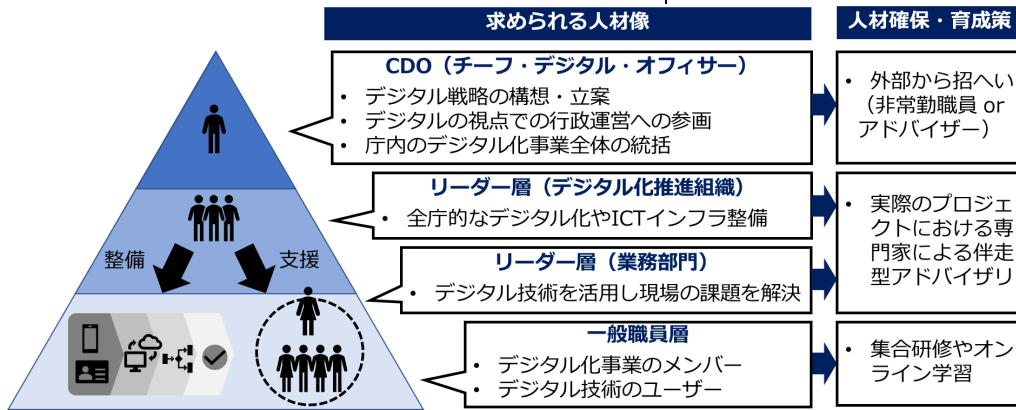 求められる人材像
人材確保・育成策
CDO（チーフ・デジタル・オフィサー）
• デジタル戦略の構想・立案
• デジタルの視点での行政運営への参画
• 庁内のデジタル化事業全体の統括
• 外部から招へい
（非常勤職員 or
アドバイザー）
リーダー層（デジタル化推進組織）
• 全庁的なデジタル化やICTインフラ整備
リーダー層（業務部門）
• デジタル技術を活用し現場の課題を解決
• 実際のプロジェ
クトにおける専
門家による伴走
型アドバイザリ
整備
支援
一般職員層
• デジタル化事業のメンバー
• デジタル技術のユーザー
• 集合研修やオン
ライン学習